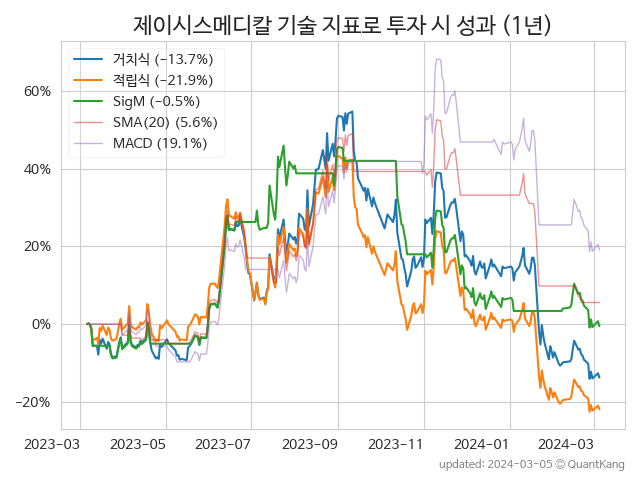 제이시스메디칼 기술 지표로 투자 시 성과 (1년)
거치식 (−13.7%)
적립식 (−21.9%)
SigM (−0.5%)
SMA(20) (5.6%)
MACD (19.1%)
60%
40%
20%
0%
−20%
2023-03 2023-05 2023-07 2023-09 2023-11 2024-01 2024-03
updated: 2024-03-05 © QuantKang